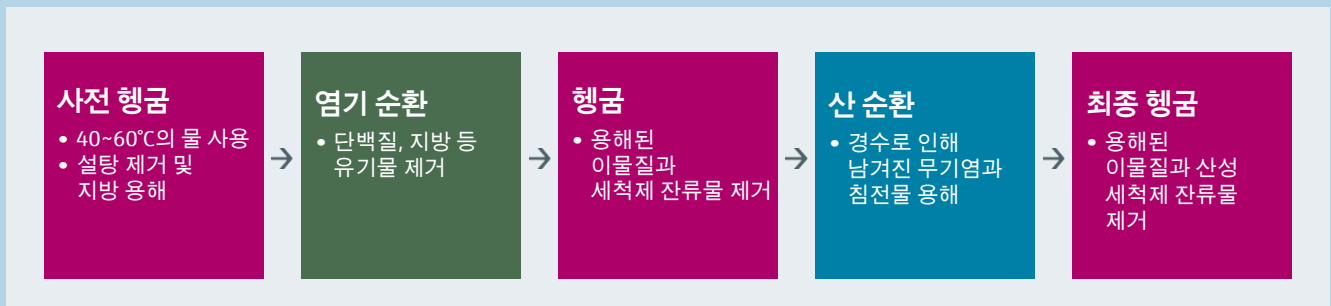 사전 헹굼
• 40~60℃의 물 사용
• 설탕 제거 및
지방 용해
염기 순환
• 단백질, 지방 등
유기물 제거
헹굼
• 용해된
이물질과
세척제 잔류물 제거
산 순환
• 경수로 인해
남겨진 무기염과
침전물 용해
최종 헹굼
• 용해된
이물질과 산성
세척제 잔류물
제거